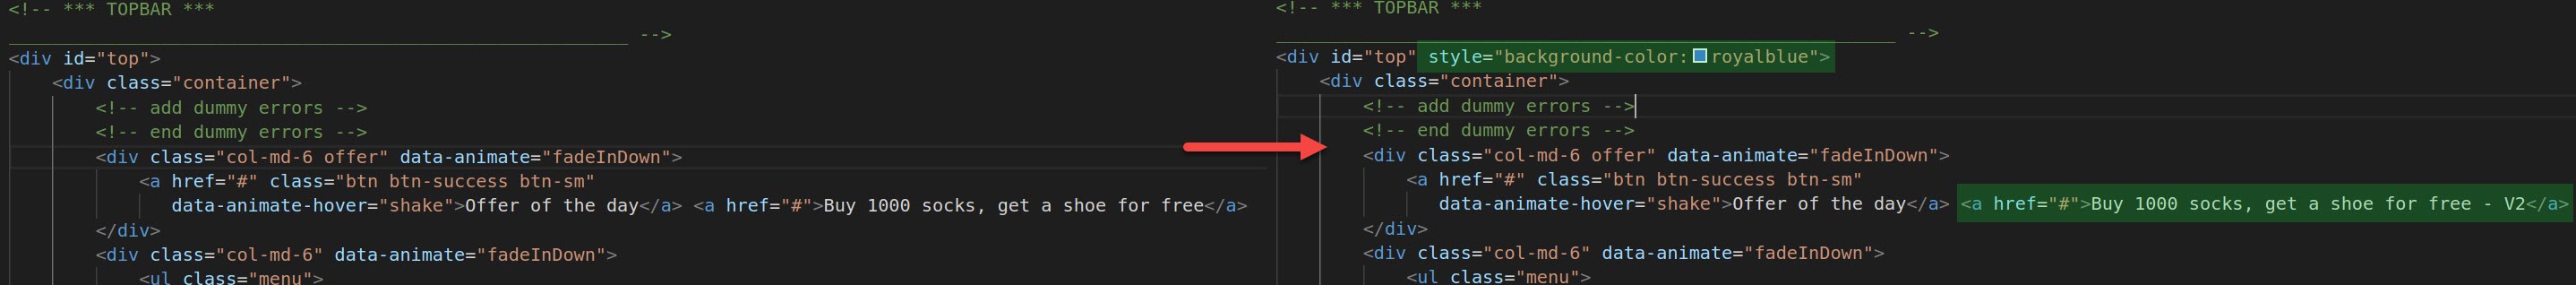 <!-- *** TOPBAR ***
_________________________________________________________ -->
<div id="top">
<div class="container">
<!-- add dummy errors -->
<!-- end dummy errors -->
<div class="col-md-6 offer" data-animate="fadeInDown">
<a href="#" class="btn btn-success btn-sm"
data-animate-hover="shake">Offer of the day</a> <a href="#">Buy 1000 socks, get a shoe for free</a>
</div>
<div class="col-md-6" data-animate="fadeInDown">
<ul class="menu">
<!-- *** TOPBAR ***
_________________________________________________________ -->
<div id="top" style="background-color:royalblue">
<div class="container">
<!-- add dummy errors -->
<!-- end dummy errors -->
<div class="col-md-6 offer" data-animate="fadeInDown">
<a href="#" class="btn btn-success btn-sm"
data-animate-hover="shake">Offer of the day</a> <a href="#">Buy 1000 socks, get a shoe for free - V2</a>
</div>
<div class="col-md-6" data-animate="fadeInDown">
<ul class="menu">